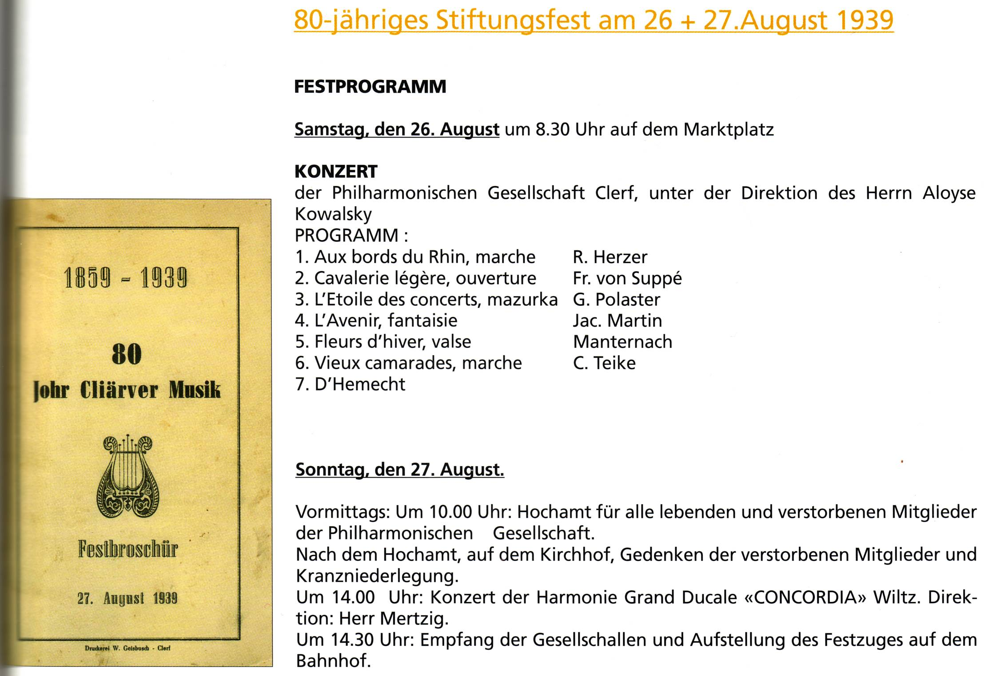 80-jähriges Stiftungsfest am 26 + 27.August 1939
FESTPROGRAMM
Samstag, den 26. August um 8.30 Uhr auf dem Marktplatz
KONZERT
der Philharmonischen Gesellschaft Clerf, unter der Direktion des Herrn Aloyse
Kowalsky
PROGRAMM :
1. Aux bords du Rhin, marche R. Herzer
2. Cavalerie légère, ouverture Fr. von Suppé
3. L'Etoile des concerts, mazurka G. Polaster
4. L'Avenir, fantaisie Jac. Martin
5. Fleurs d'hiver, valse Manternach
6. Vieux camarades, marche C. Teike
7. D'Hemecht
Sonntag, den 27. August.
Vormittags: Um 10.00 Uhr: Hochamt für alle lebenden und verstorbenen Mitglieder
der Philharmonischen Gesellschaft.
Nach dem Hochamt, auf dem Kirchhof, Gedenken der verstorbenen Mitglieder und
Kranzniederlegung.
Um 14.00 Uhr: Konzert der Harmonie Grand Ducale «CONCORDIA» Wiltz. Direk-
tion: Herr Mertzig.
Um 14.30 Uhr: Empfang der Gesellschallen und Aufstellung des Festzuges auf dem
Bahnhof.
1859 - 1939
80
Johr Cliärver Musik
Festbroschür
27. August 1939
Druckerei W. Geisbusch - Clerf